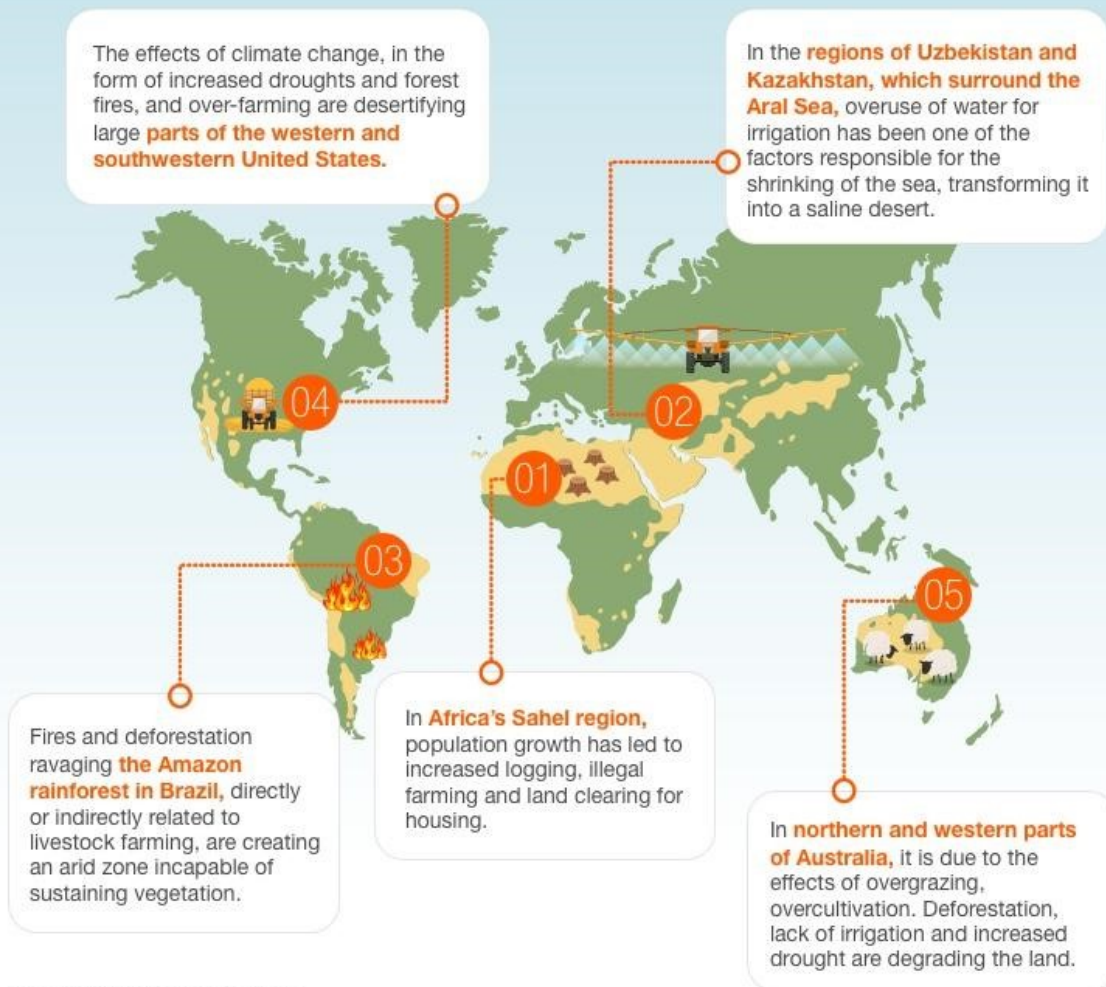 The effects of climate change, in the
form of increased droughts and forest
fires, and over-farming are desertifying
large parts of the western and
southwestern United States.
In the regions of Uzbekistan and
Kazakhstan, which surround the
Aral Sea, overuse of water for
irrigation has been one of the
factors responsible for the
shrinking of the sea, transforming it
into a saline desert.
04
02
01
03
05
Fires and deforestation
ravaging the Amazon
rainforest in Brazil, directly
or indirectly related to
livestock farming, are creating
an arid zone incapable of
sustaining vegetation.
In Africa’s Sahel region,
population growth has led to
increased logging, illegal
farming and land clearing for
housing.
In northern and western parts
of Australia, it is due to the
effects of overgrazing,
overcultivation. Deforestation,
lack of irrigation and increased
drought are degrading the land.